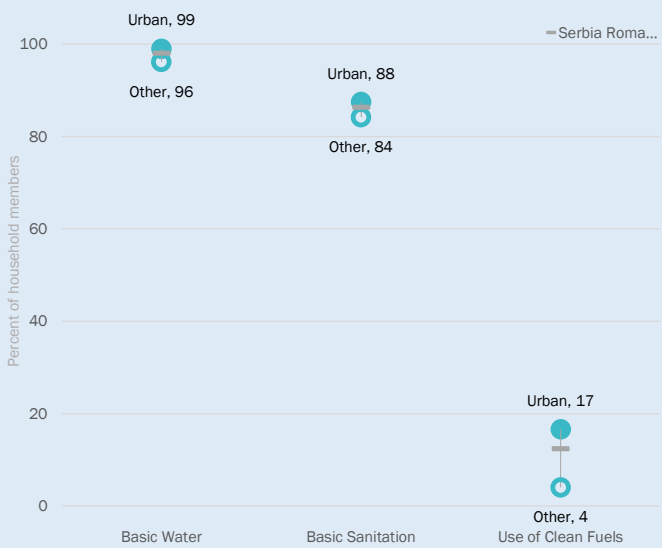 Urban, 99
Serbia Roma...
100
Urban, 88
Other, 96
80
Other, 84
Percent of household members
60
40
Urban, 17
20
0
Other, 4
Basic Water
Basic Sanitation
Use of Clean Fuels